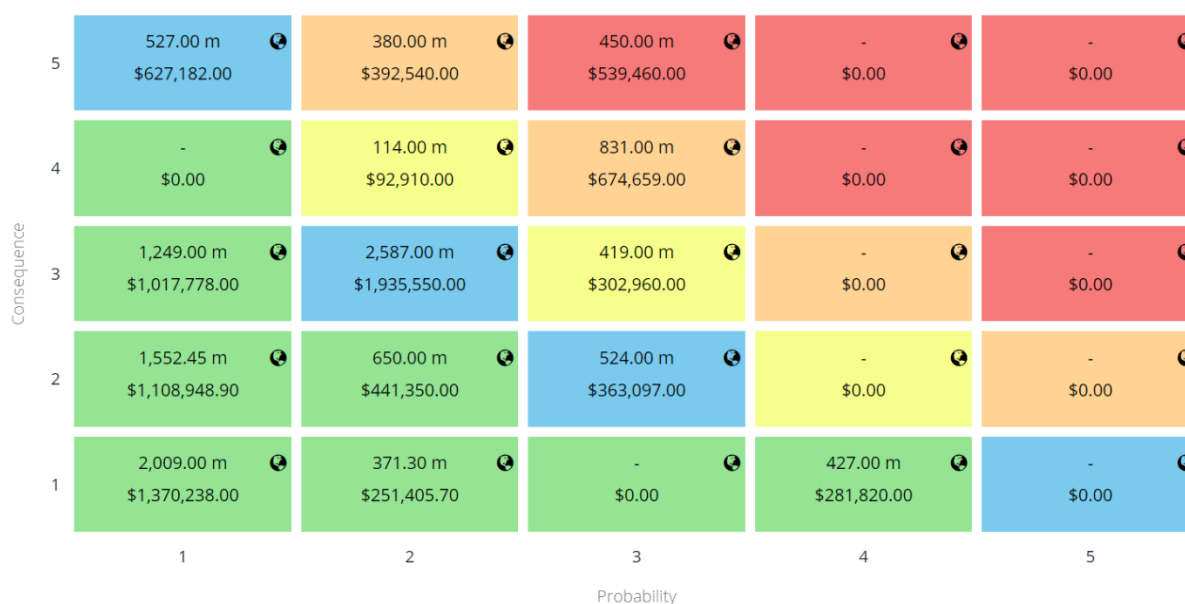 527.00 m 380.00 m 450.00 m - -
5
$627,182.00 $392,540.00 $539,460.00 $0.00 $0.00
- 114.00 m 831.00 m - -
4
$0.00 $92,910.00 $674,659.00 $0.00 $0.00
Consequence
1,249.00 m 2,587.00 m 419.00 m - -
3
$1,017,778.00 $1,935,550.00 $302,960.00 $0.00 $0.00
1,552.45 m 650.00 m 524.00 m - -
2
$1,108,948.90 $441,350.00 $363,097.00 $0.00 $0.00
2,009.00 m 371.30 m - 427.00 m -
1
$1,370,238.00 $251,405.70 $0.00 $281,820.00 $0.00
1 2 3 4 5
Probability